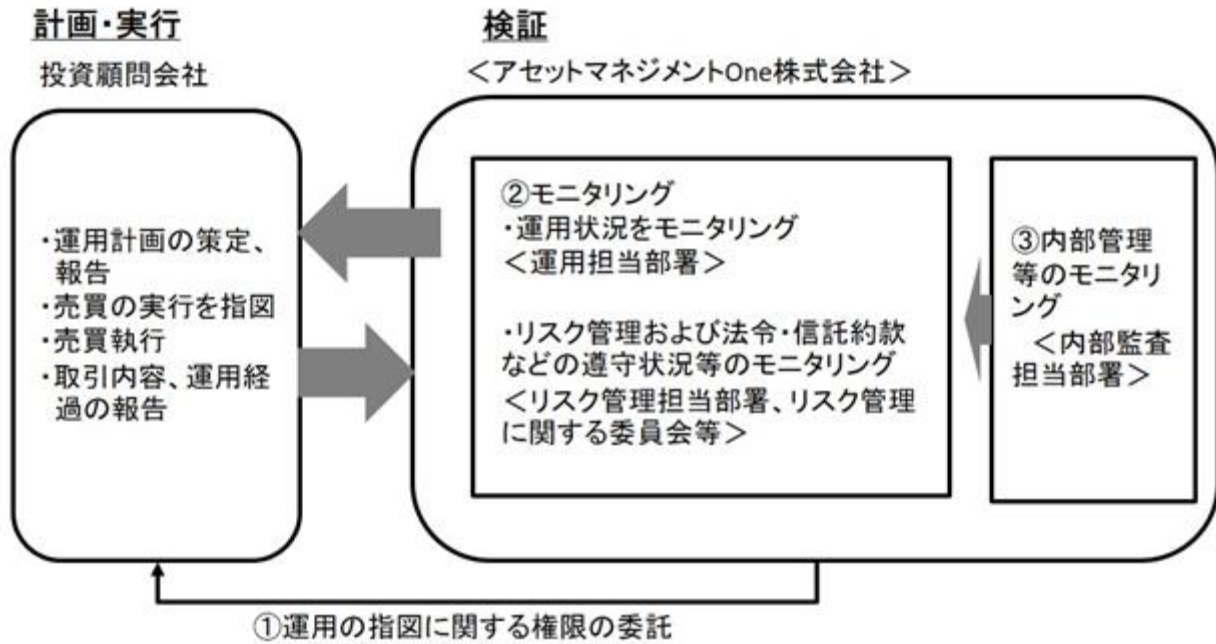 計画・実行
投資顧問会社
・運用計画の策定、
報告
・売買の実行を指図
・売買執行
・取引内容、運用経
過の報告
検証
＜アセットマネジメントOne株式会社＞
②モニタリング
・運用状況をモニタリング
＜運用担当部署＞
・リスク管理および法令・信託約款
などの遵守状況等のモニタリング
＜リスク管理担当部署、リスク管理
に関する委員会等＞
③内部管理
等のモニタリ
ング
＜内部監査
担当部署＞
①運用の指図に関する権限の委託